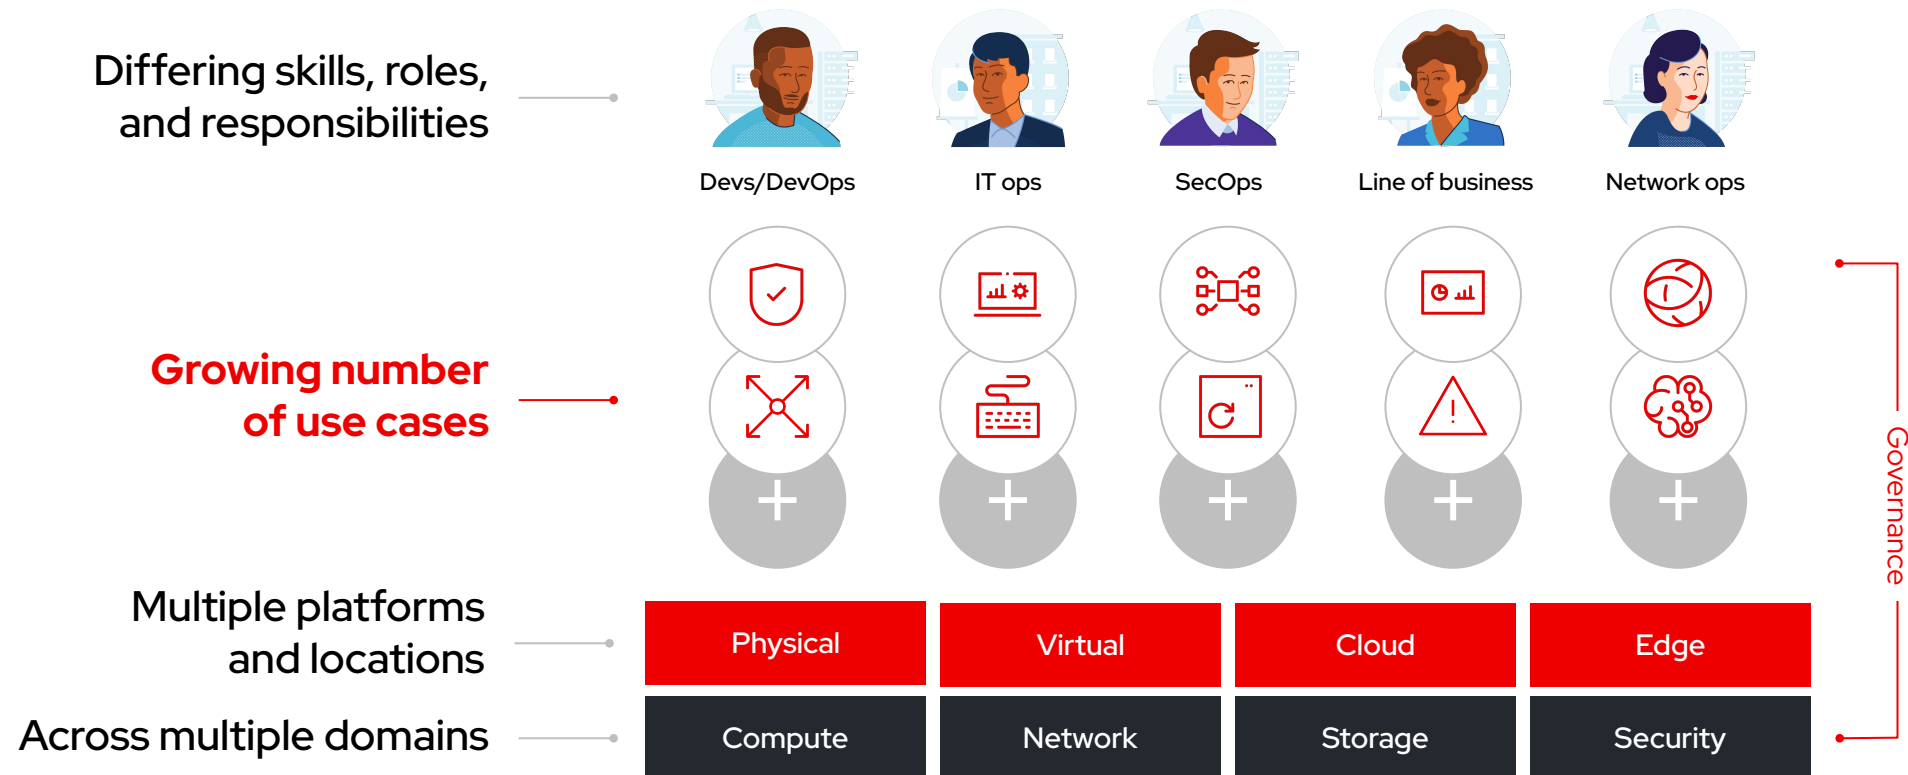 Differing skills, roles,
and responsibilities
Devs/DevOps
IT ops
SecOps
Line of business
Network ops
Growing number
of use cases
Governance
Multiple platforms
and locations
Physical
Virtual
Cloud
Edge
Across multiple domains
Compute
Network
Storage
Security